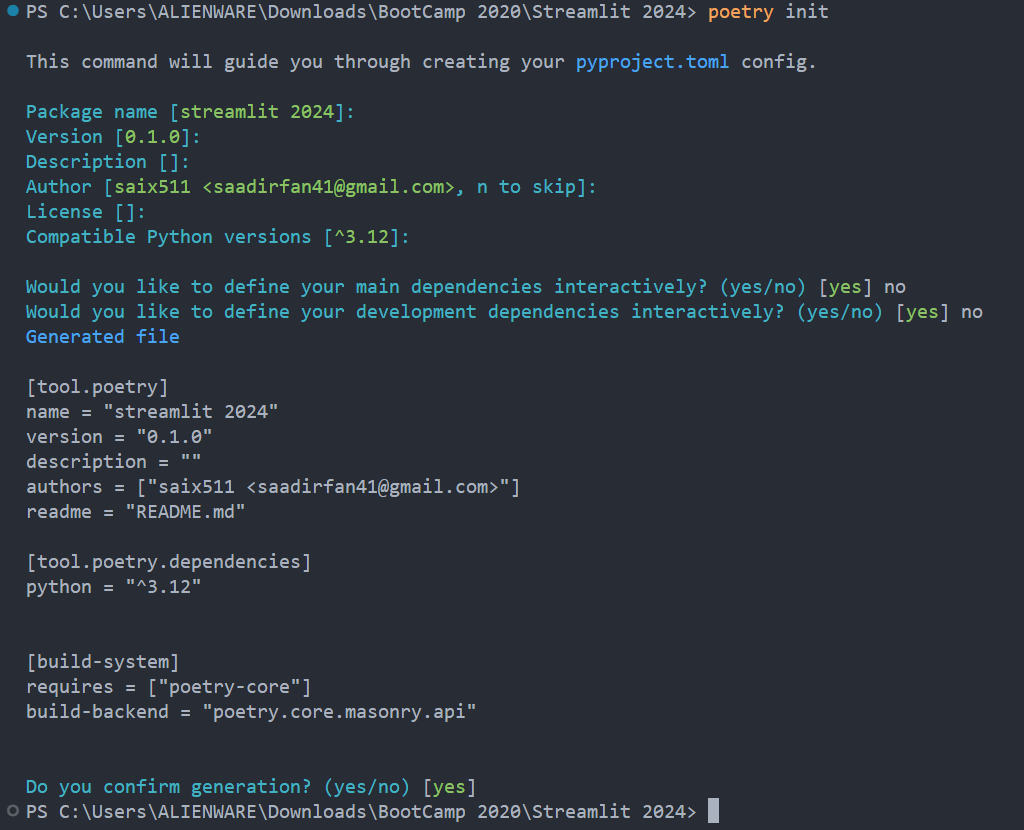 PS C:\Users\ALIENWARE\Downloads\BootCamp 2020\Streamlit 2024> poetry init
This command will guide you through creating your pyproject.toml config.
Package name [streamlit 2024]:
Version [0.1.0]:
Description []:
Author [saix511 <saadirfan41@gmail.com>, n to skip]:
License []:
Compatible Python versions [^3.12]:
Would you like to define your main dependencies interactively? (yes/no) [yes] no
Would you like to define your development dependencies interactively? (yes/no) [yes] no
Generated file
[tool.poetry]
name = "streamlit 2024"
version = "0.1.0"
description = ""
authors = ["saix511 <saadirfan41@gmail.com>"]
readme = "README.md"
[tool.poetry.dependencies]
python = "^3.12"
[build-system]
requires = ["poetry-core"]
build-backend = "poetry.core.masonry.api"
Do you confirm generation? (yes/no) [yes]
PS C:\Users\ALIENWARE\Downloads\BootCamp 2020\Streamlit 2024>